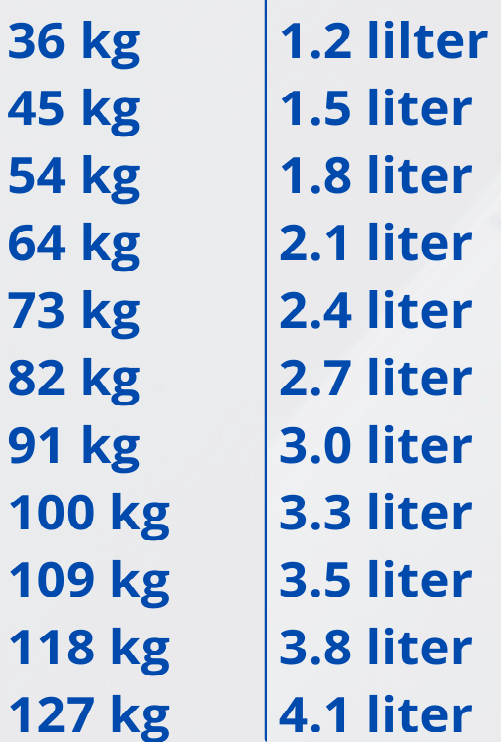 36 kg 1.2 lilter
45 kg 1.5 liter
54 kg 1.8 liter
64 kg 2.1 liter
73 kg 2.4 liter
82 kg 2.7 liter
91 kg 3.0 liter
100 kg 3.3 liter
109 kg 3.5 liter
118 kg 3.8 liter
127 kg 4.1 liter